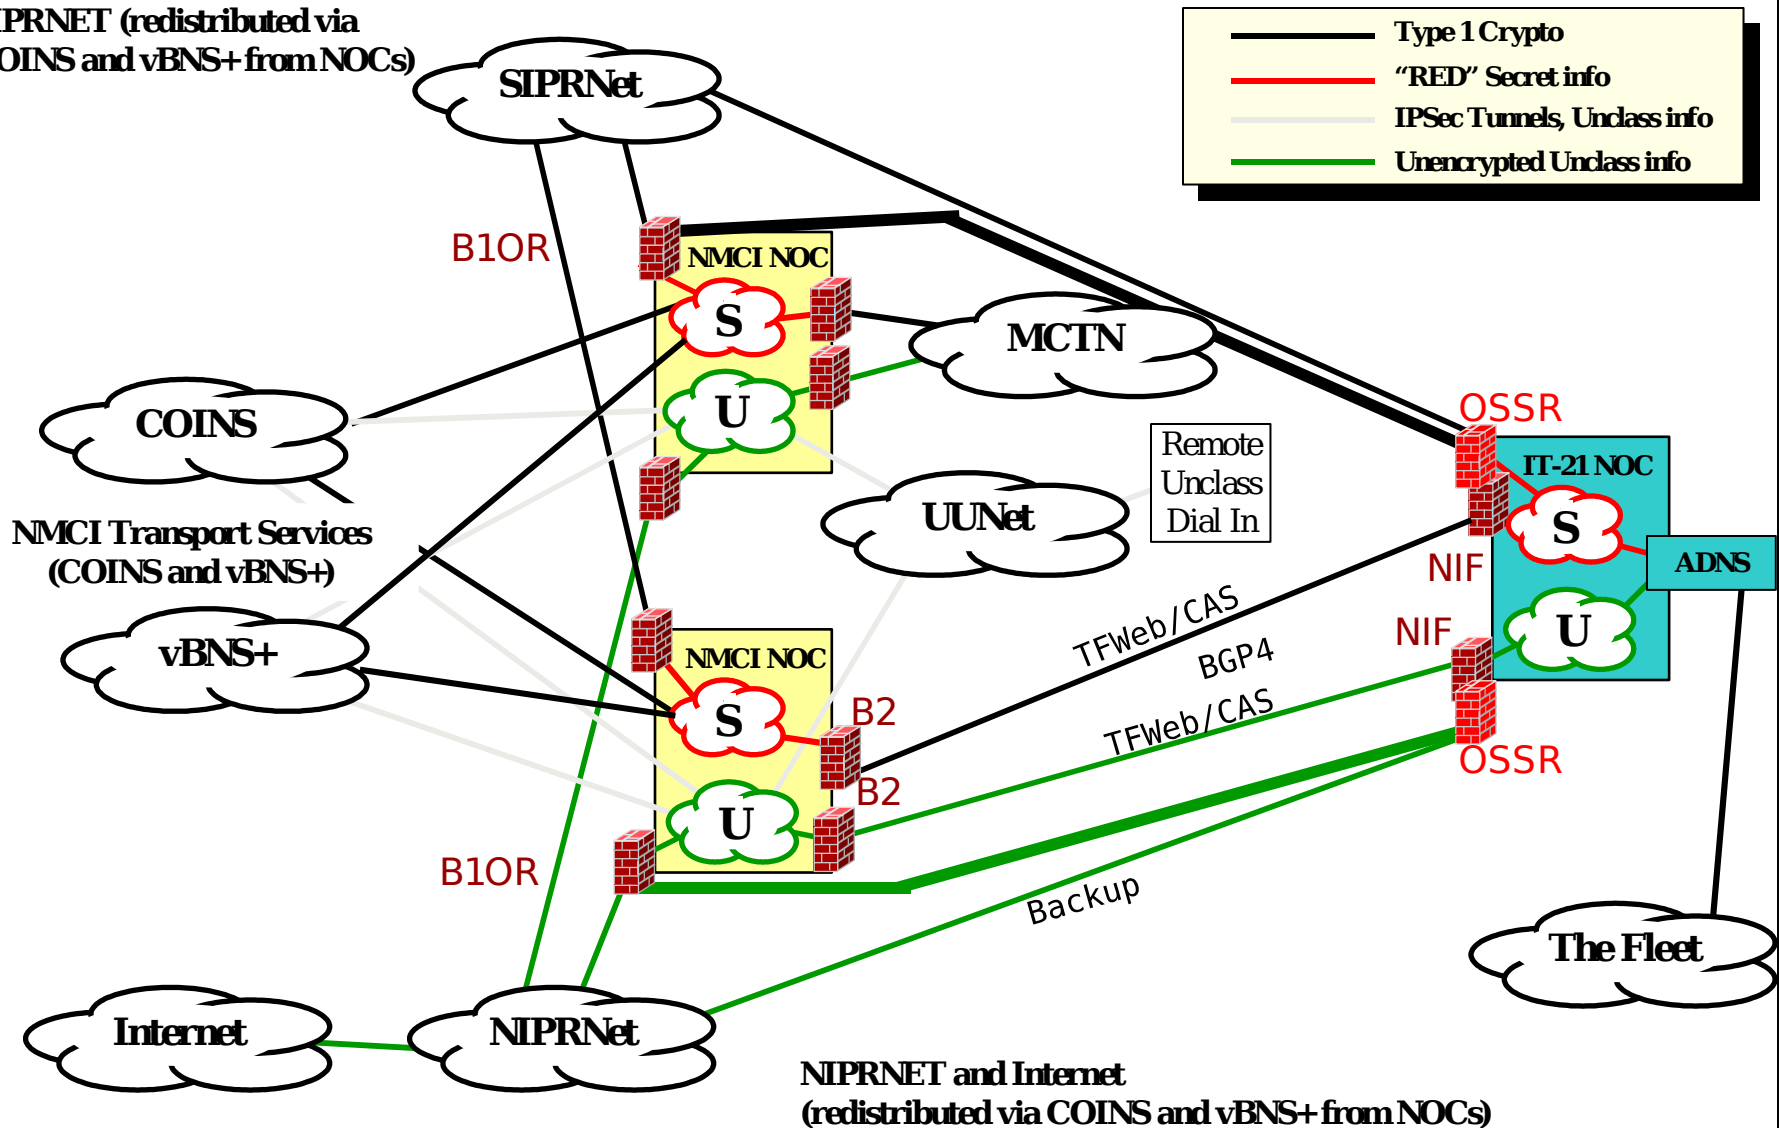 IPRNET (redistributed via
OINS and vBNS+ from NOCs)
SIPRNet
Type 1 Crypto
“RED” Secret info
IPSec Tunnels, Unclass info
Unencrypted Unclass info
B1OR
NMCI NOC
S
U
MCTN
COINS
OSSR
Remote
Unclass
Dial In
IT-21 NOC
S
UUNet
NMCI Transport Services
(COINS and vBNS+)
NIF
ADNS
TFWeb/CAS
NIF
U
BGP4
vBNS+
NMCI NOC
S
B2
TFWeb/CAS
OSSR
B2
U
B1OR
Backup
The Fleet
Internet
NIPRNet
NIPRNET and Internet
(redistributed via COINS and vBNS+ from NOCs)